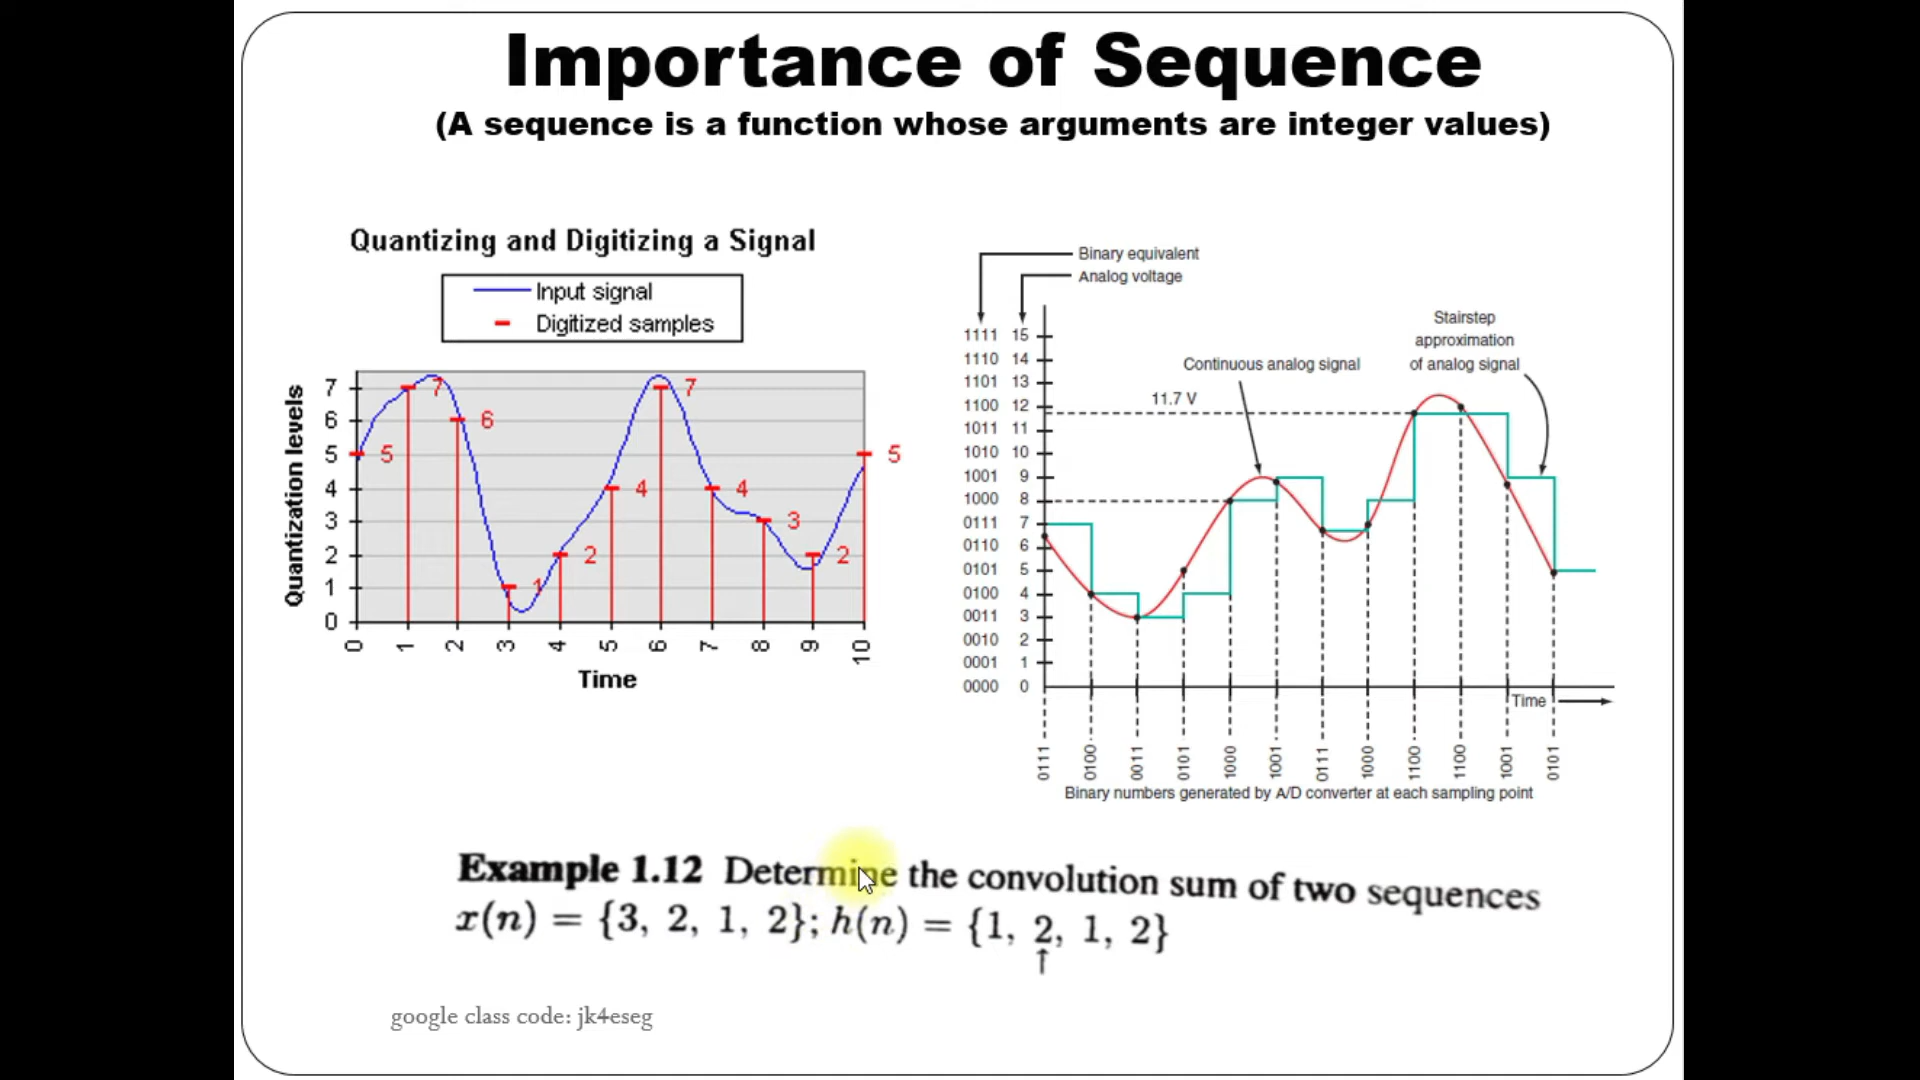 Importance of Sequence
(A sequence is a function whose arguments are integer values)
Quantizing and Digitizing a Signal
Input signal
Digitized samples
Quantization levels
7
6
5
4
3
2
1
0
5
7
6
1
2
4
7
4
3
2
5
0 1 2 3 4 5 6 7 8 9 10
Time
Binary equivalent
Analog voltage
Stairstep
approximation
of analog signal
Continuous analog signal
11.7 V
1111 15
1110 14
1101 13
1100 12
1011 11
1010 10
1001 9
1000 8
0111 7
0110 6
0101 5
0100 4
0011 3
0010 2
0001 1
0000 0
Time
0111 0100 0011 0101 1000 1001 0111 1000 1100 1100 1001 0101
Binary numbers generated by A/D converter at each sampling point
Example 1.12 Determine the convolution sum of two sequences
x(n) = {3, 2, 1, 2}; h(n) = {1, 2, 1, 2}
↑
google class code: jk4eseg